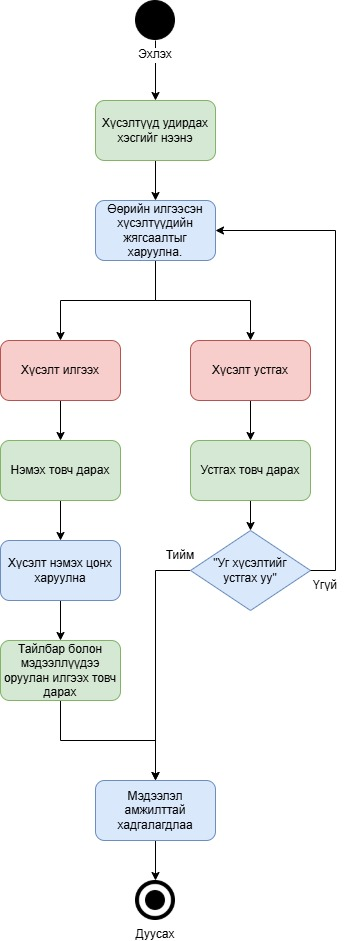 Эхлэх
Хүсэлтүүд удирдах
хэсгийг нээнэ
Өөрийн илгээсэн
хүсэлтүүдийн
жягсаалтыг
харуулна.
Хүсэлт илгээх
Хүсэлт устгах
Нэмэх товч дарах
Устгах товч дарах
Хүсэлт нэмэх цонх
харуулна
"Уг хүсэлтийг
устгах уу"
Тийм
Үгүй
Тайлбар болон
мэдээллүүдээ
оруулан илгээх товч
дарах
Мэдээлэл
амжилттай
хадгалагдлаа
Дуусах